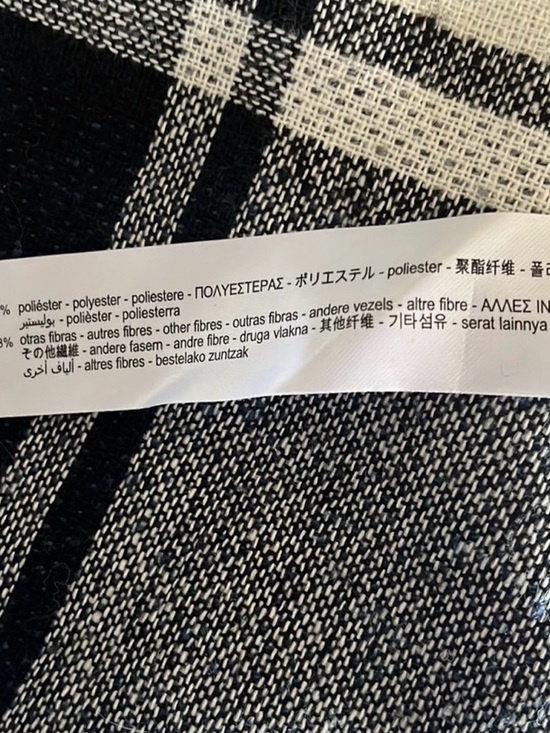 % poliéster - polyester - poliestere - ΠΟΛΥΕΣΤΕΡΑΣ - ポリエステル - poliester - 聚酯纤维 - 폴리
بوليستير - polièster - poliesterra
3% otras fibras - autres fibres - other fibres - outras fibras - andere vezels - altre fibre - ΑΛΛΕΣ ΙΝ
その他繊維 - andere fasern - andre fibre - druga vlakna - 其他纤维 - 기타섬유 - serat lainnya
ألياف أخرى - altres fibres - bestelako zuntzak